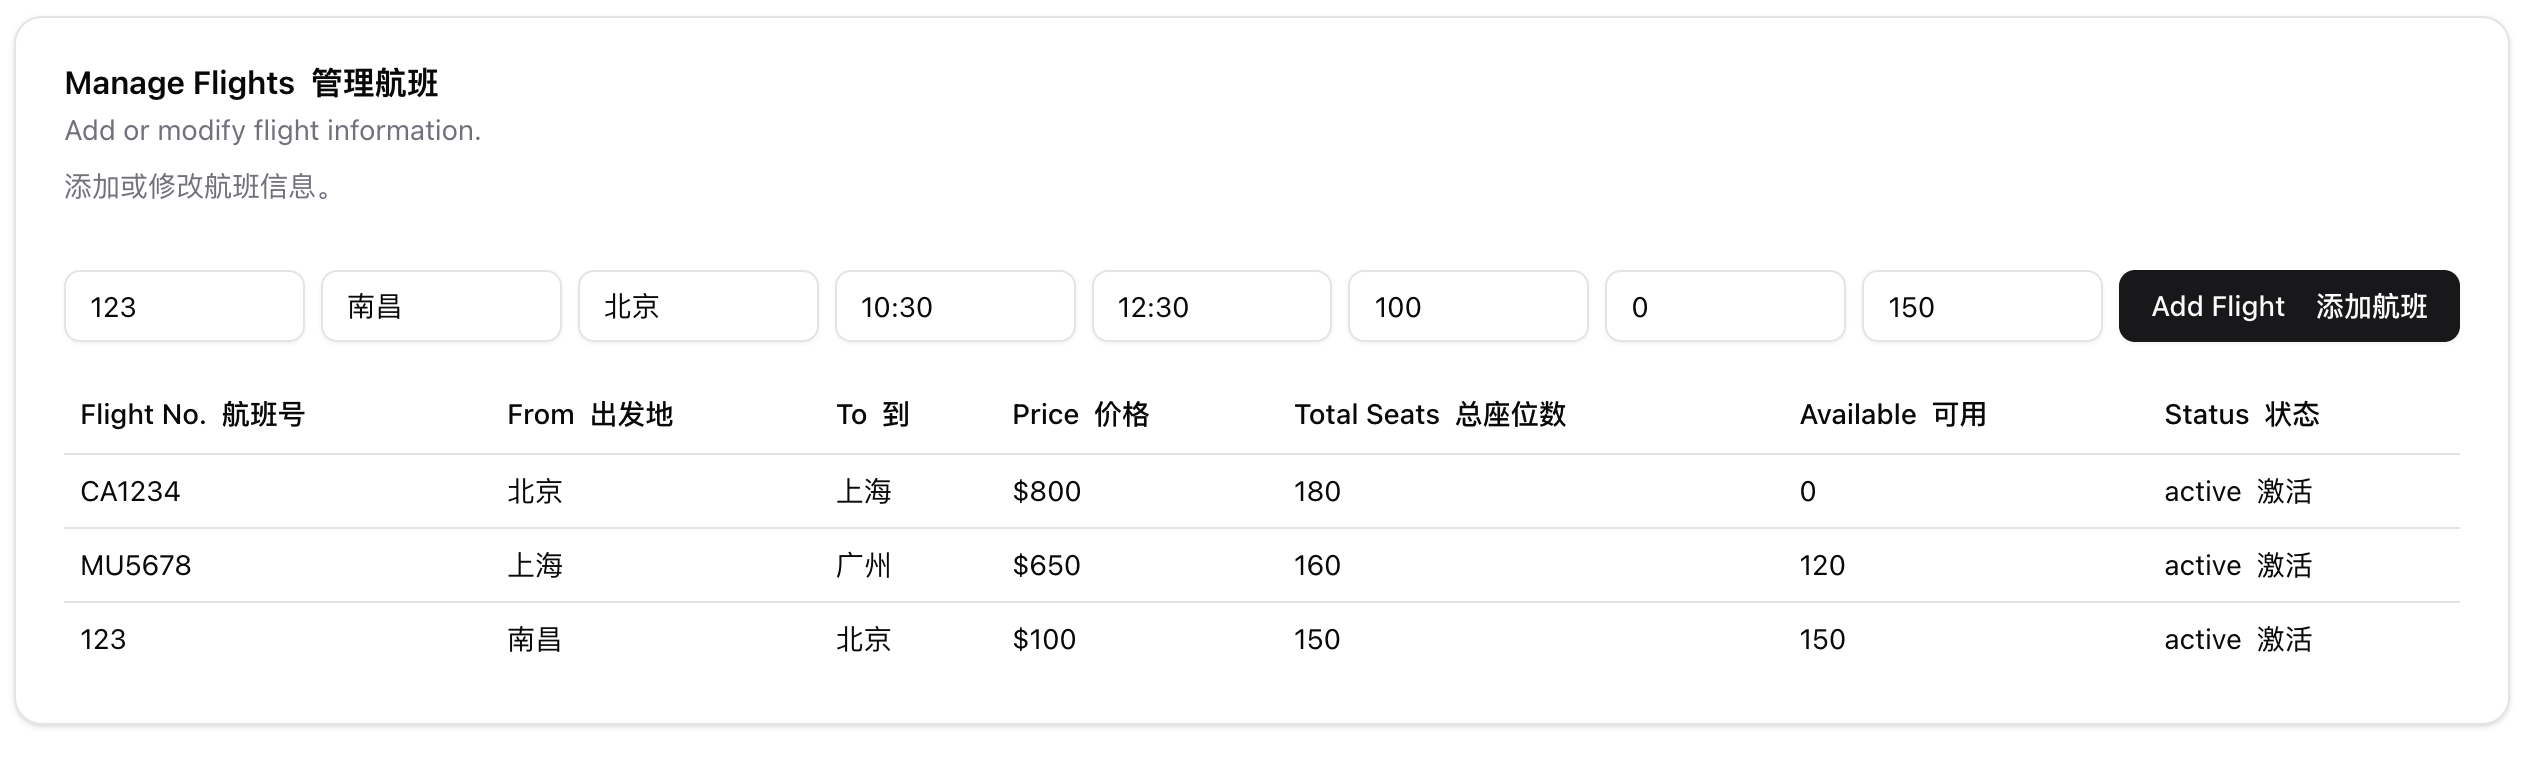 Manage Flights 管理航班
Add or modify flight information.
添加或修改航班信息。
123 南昌 北京 10:30 12:30 100 0 150 Add Flight 添加航班
Flight No. 航班号 From 出发地 To 到 Price 价格 Total Seats 总座位数 Available 可用 Status 状态
CA1234 北京 上海 $800 180 0 active 激活
MU5678 上海 广州 $650 160 120 active 激活
123 南昌 北京 $100 150 150 active 激活